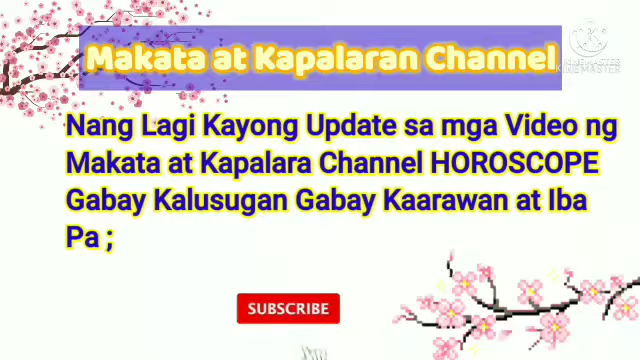 Makata at Kapalaran Channel
KINEMASTER
Nang Lagi Kayong Update sa mga Video ng
Makata at Kapalara Channel HOROSCOPE
Gabay Kalusugan Gabay Kaarawan at Iba
Pa ;
SUBSCRIBE